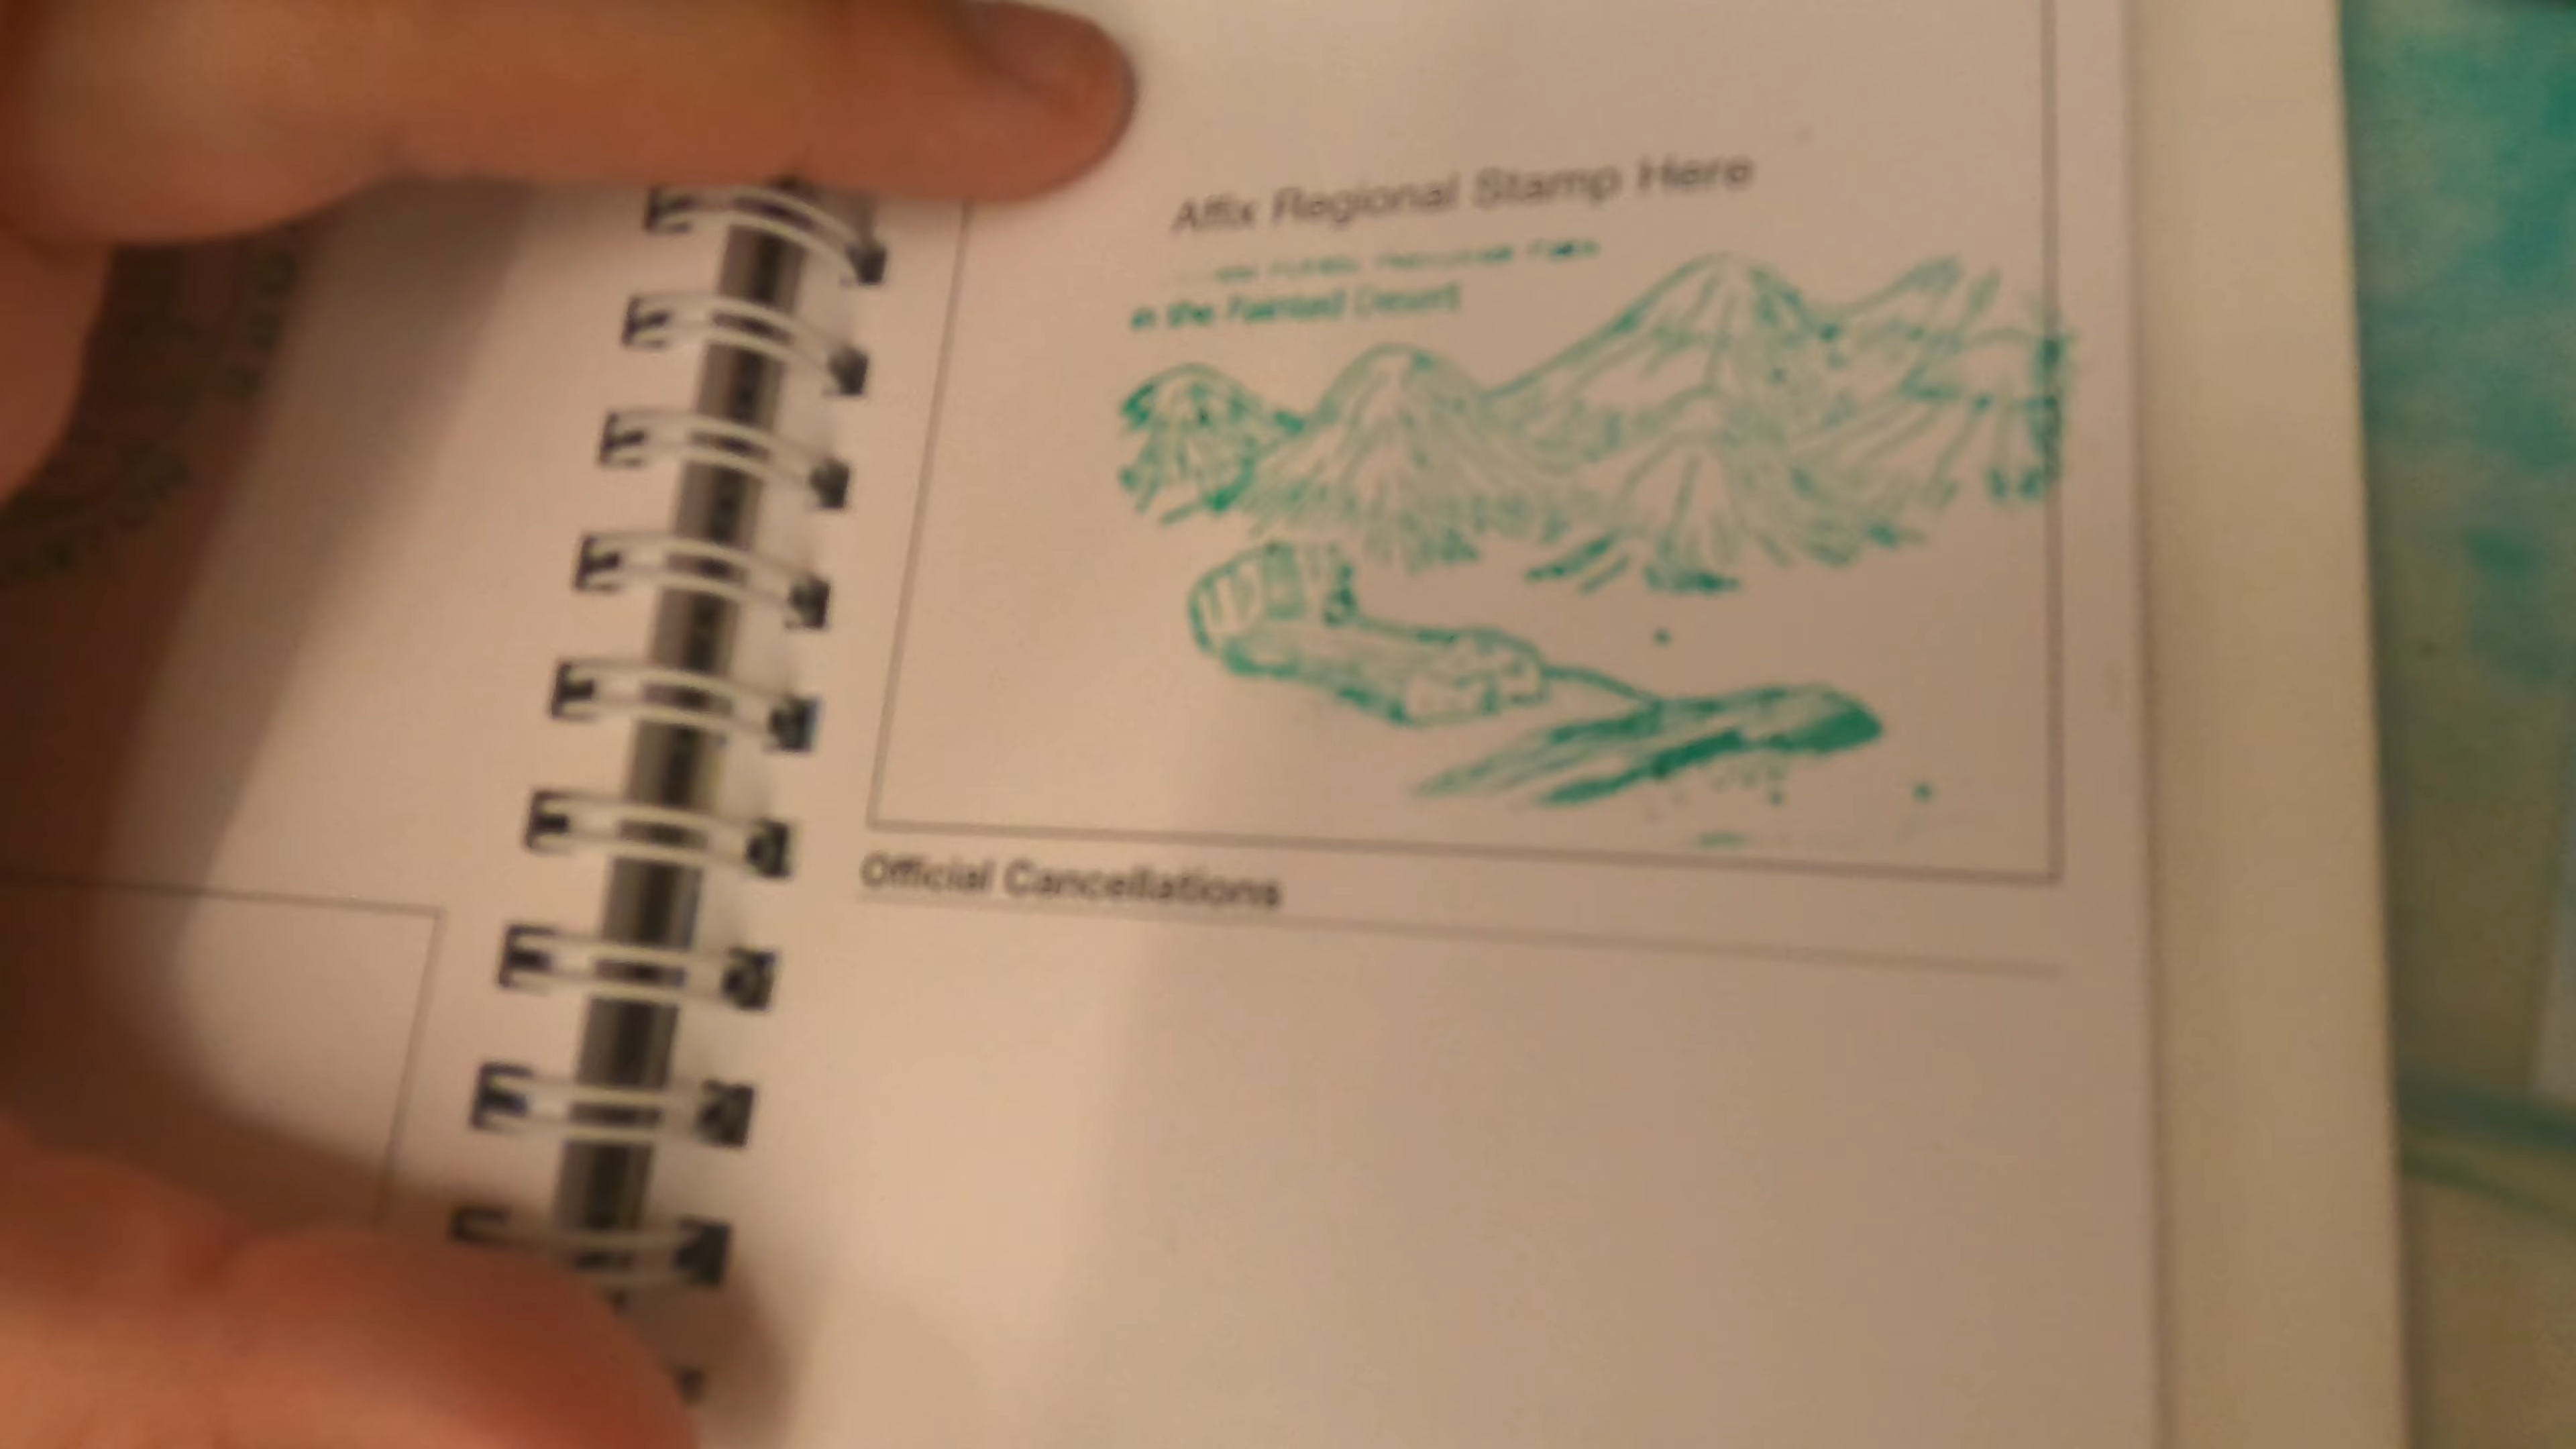 Affix Regional Stamp Here
in the Painted Desert
Official Cancellations